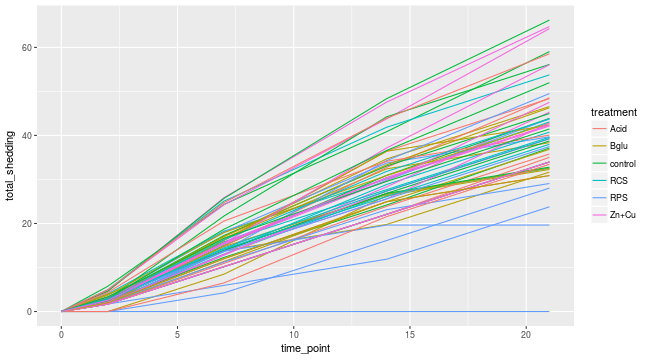 total_shedding
60
40
20
0
0
5
10
15
20
time_point
treatment
Acid
Bglu
control
RCS
RPS
Zn+Cu